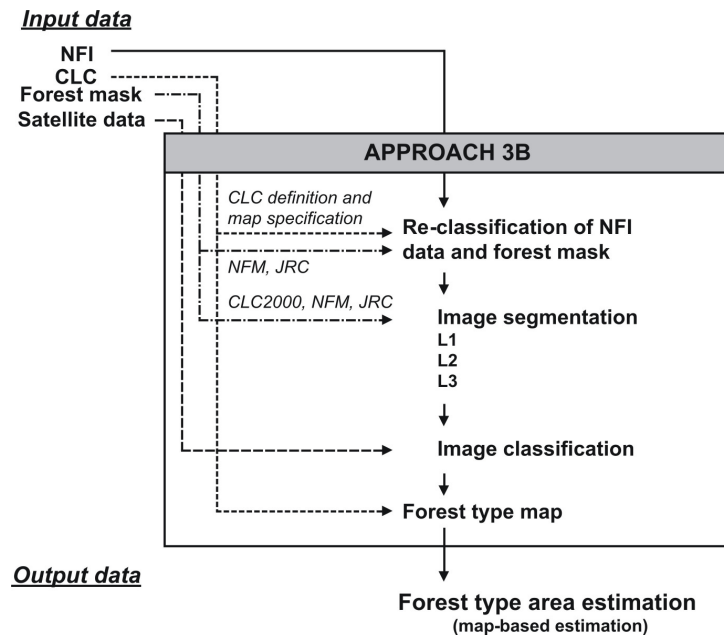 Input data
NFI
CLC
Forest mask
Satellite data
APPROACH 3B
CLC definition and
map specification
Re-classification of NFI
data and forest mask
NFM, JRC
CLC2000, NFM, JRC
Image segmentation
L1
L2
L3
Image classification
Forest type map
Output data
Forest type area estimation
(map-based estimation)